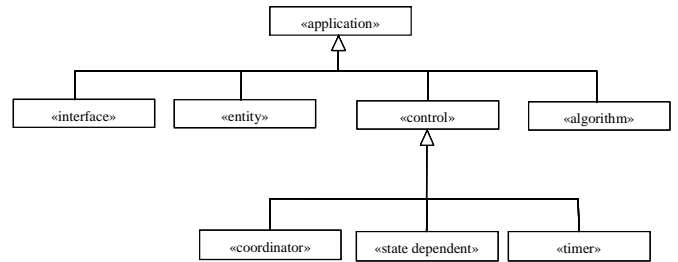 «application»
«interface»
«entity»
«control»
«algorithm»
«coordinator»
«state dependent»
«timer»